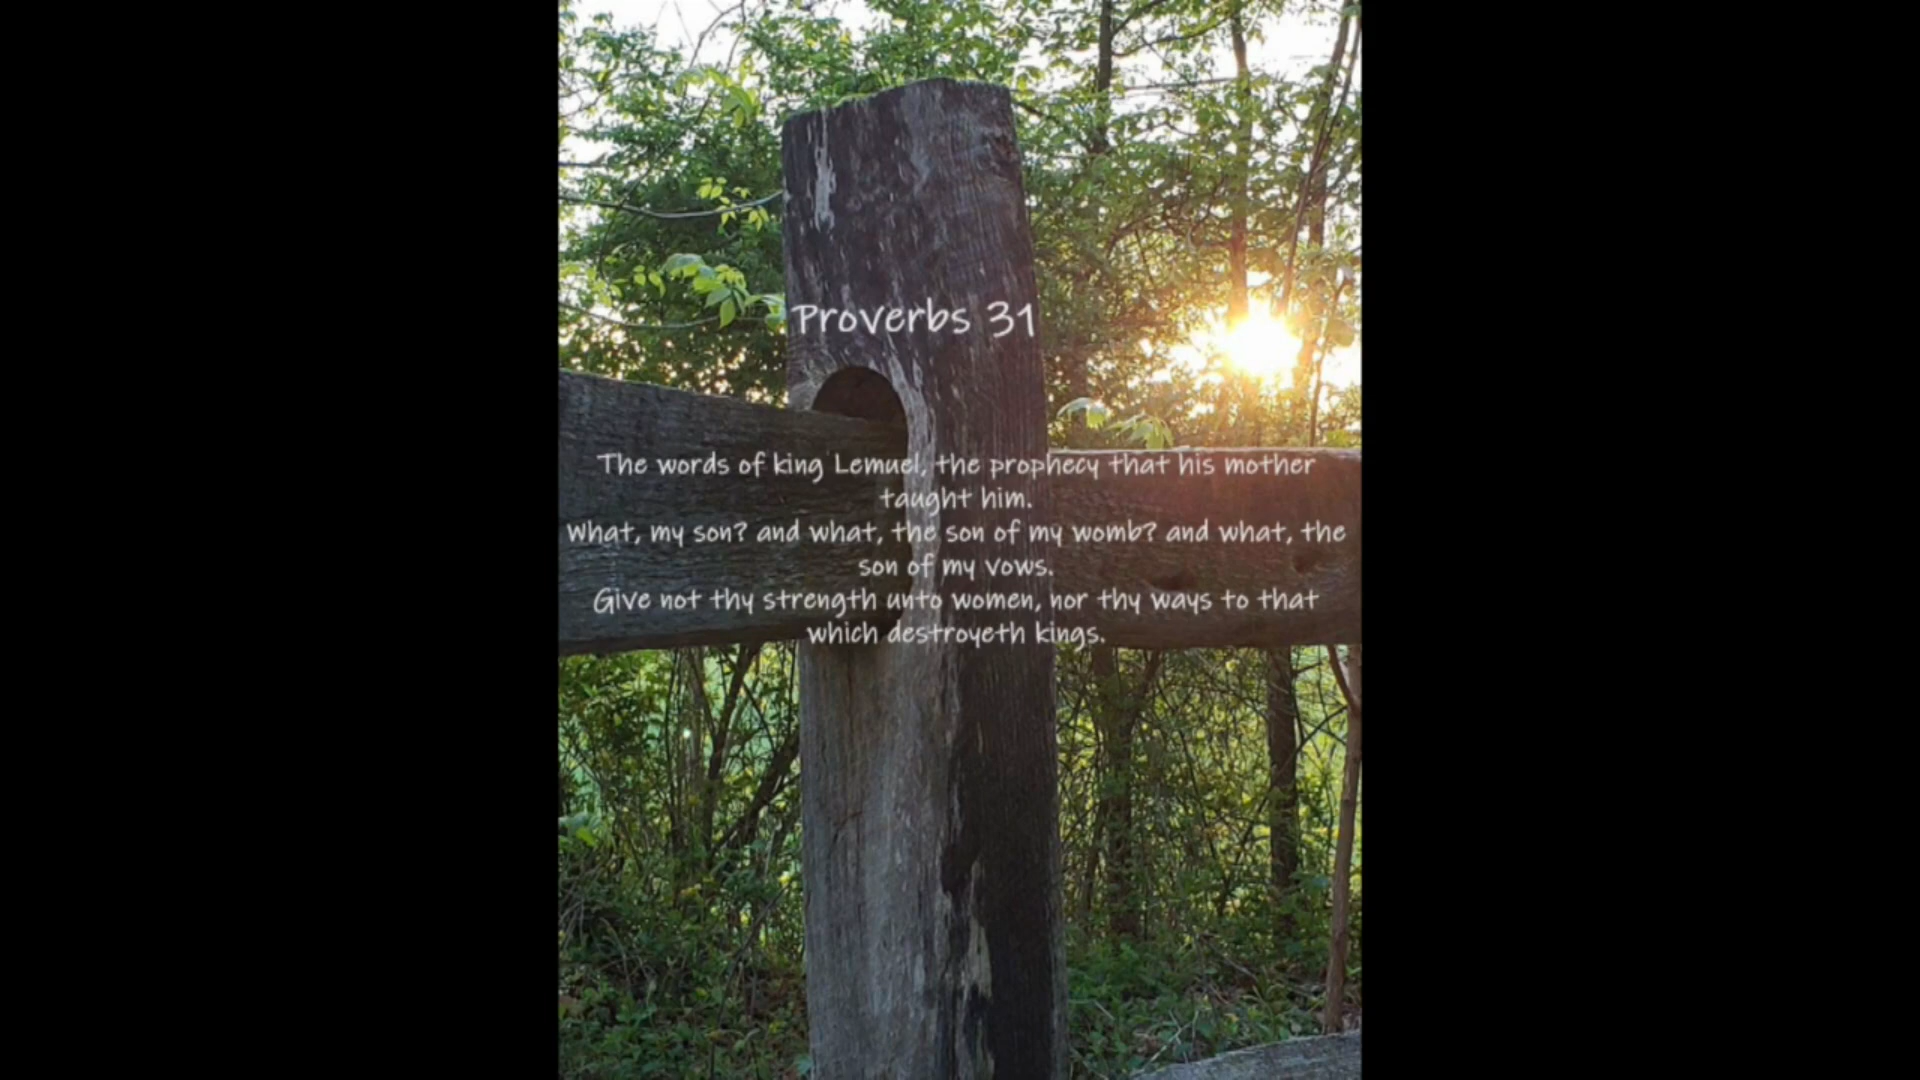 Proverbs 31
The words of king Lemuel, the prophecy that his mother
taught him.
What, my son? and what, the son of my womb? and what, the
son of my vows.
Give not thy strength unto women, nor thy ways to that
which destroyeth kings.